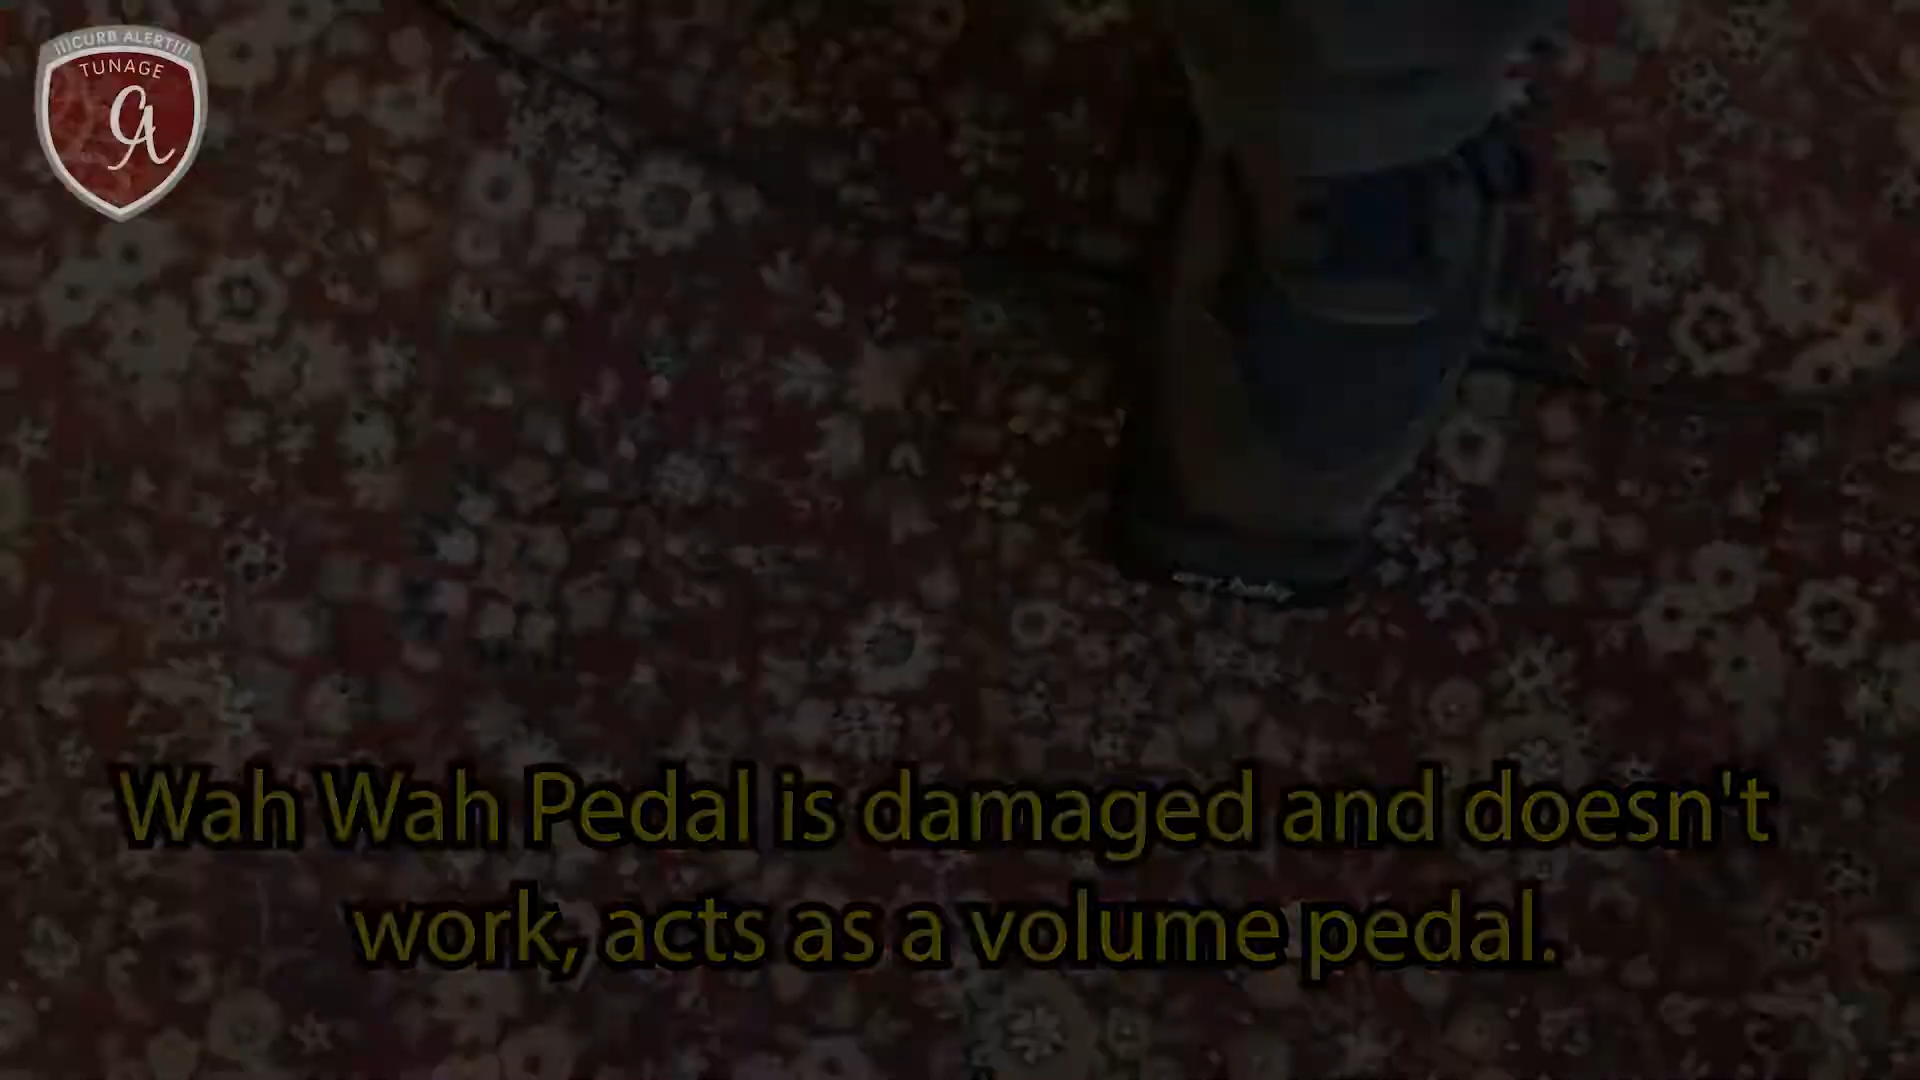 !!!CURB ALERT!!!
TUNAGE
CA
Wah Wah Pedal is damaged and doesn't
work, acts as a volume pedal.